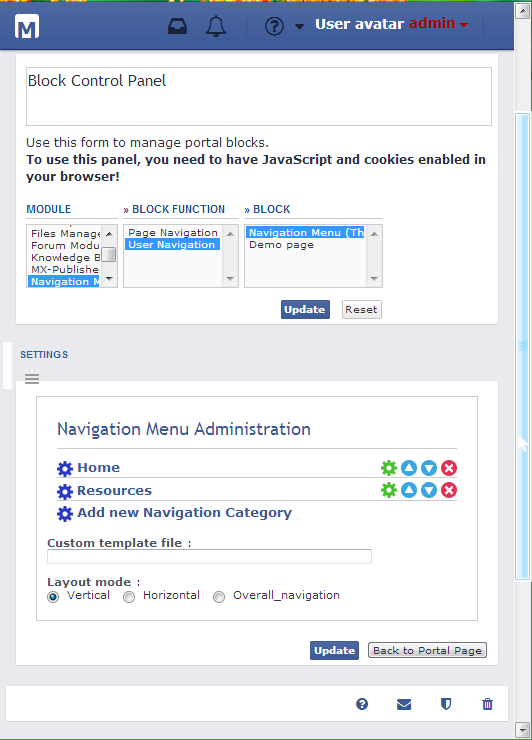 M
User avatar admin
Block Control Panel
Use this form to manage portal blocks.
To use this panel, you need to have JavaScript and cookies enabled in
your browser!
MODULE » BLOCK FUNCTION » BLOCK
Files Manage
Forum Modu
Knowledge B
MX-Publishe
Navigation M
Page Navigation
User Navigation
Navigation Menu (Th
Demo page
Update Reset
SETTINGS
Navigation Menu Administration
Home
Resources
Add new Navigation Category
Custom template file :
Layout mode :
Vertical Horizontal Overall_navigation
Update Back to Portal Page